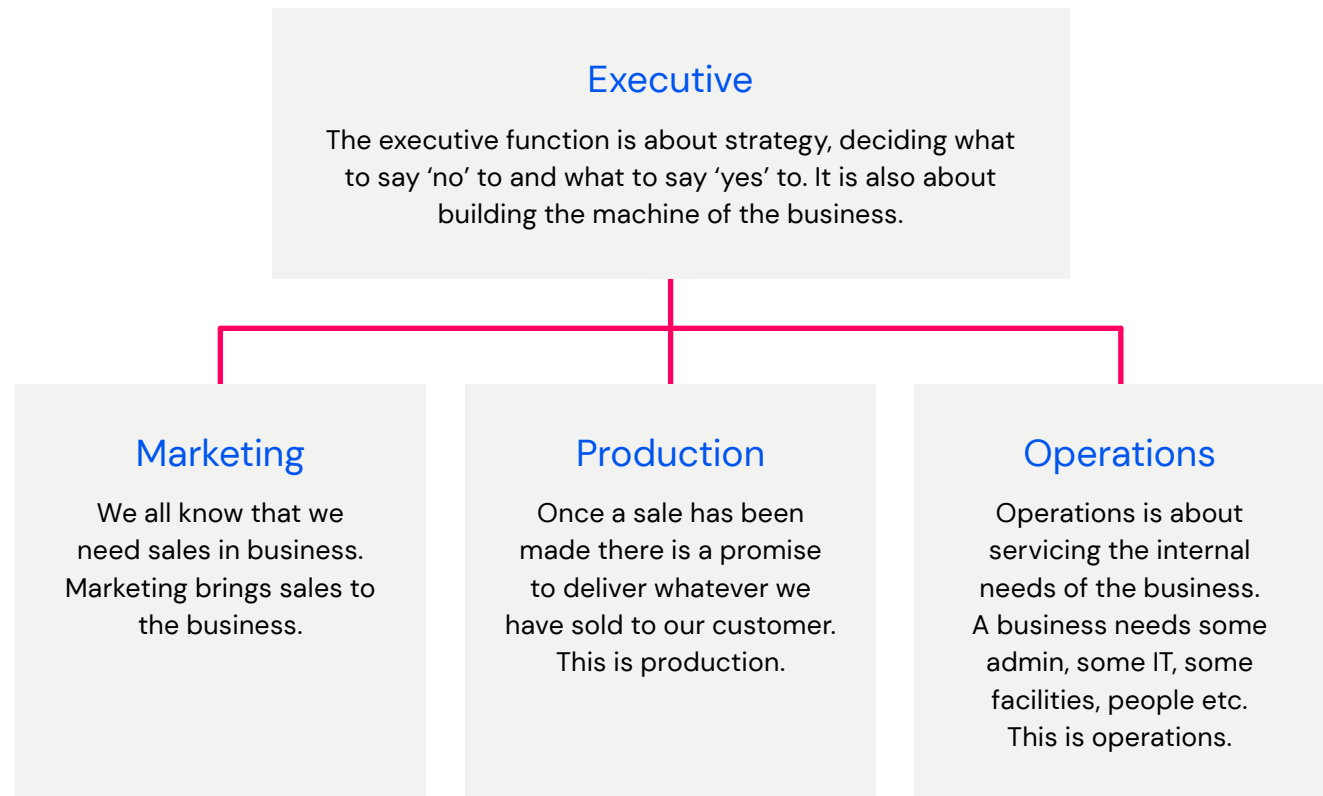 Executive
The executive function is about strategy, deciding what
to say ‘no’ to and what to say ‘yes’ to. It is also about
building the machine of the business.
Marketing
We all know that we
need sales in business.
Marketing brings sales to
the business.
Production
Once a sale has been
made there is a promise
to deliver whatever we
have sold to our customer.
This is production.
Operations
Operations is about
servicing the internal
needs of the business.
A business needs some
admin, some IT, some
facilities, people etc.
This is operations.